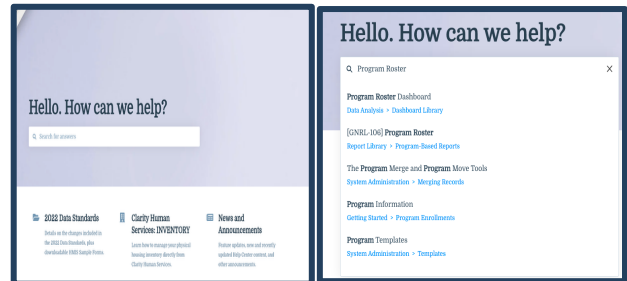 Hello. How can we help?
Search for answers
2022 Data Standards
Details on the changes included in
the 2022 Data Standards, plus
downloadable HMIS Sample Forms.
Clarity Human
Services: INVENTORY
Learn how to manage your physical
housing inventory directly from
Clarity Human Services.
News and
Announcements
Feature updates, new and recently
updated Help Center content, and
other announcements.
Hello. How can we help?
Program Roster X
Program Roster Dashboard
Data Analysis > Dashboard Library
[GNRL-106] Program Roster
Report Library > Program-Based Reports
The Program Merge and Program Move Tools
System Administration > Merging Records
Program Information
Getting Started > Program Enrollments
Program Templates
System Administration > Templates